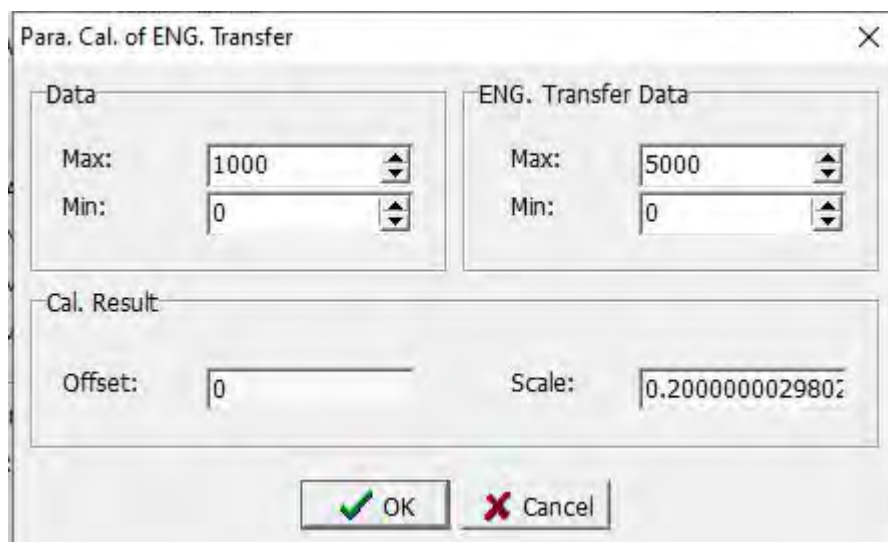 Para. Cal. of ENG. Transfer
Data
Max: 1000
Min: 0
ENG. Transfer Data
Max: 5000
Min: 0
Cal. Result
Offset: 0
Scale: 0.2000000029802
OK
Cancel